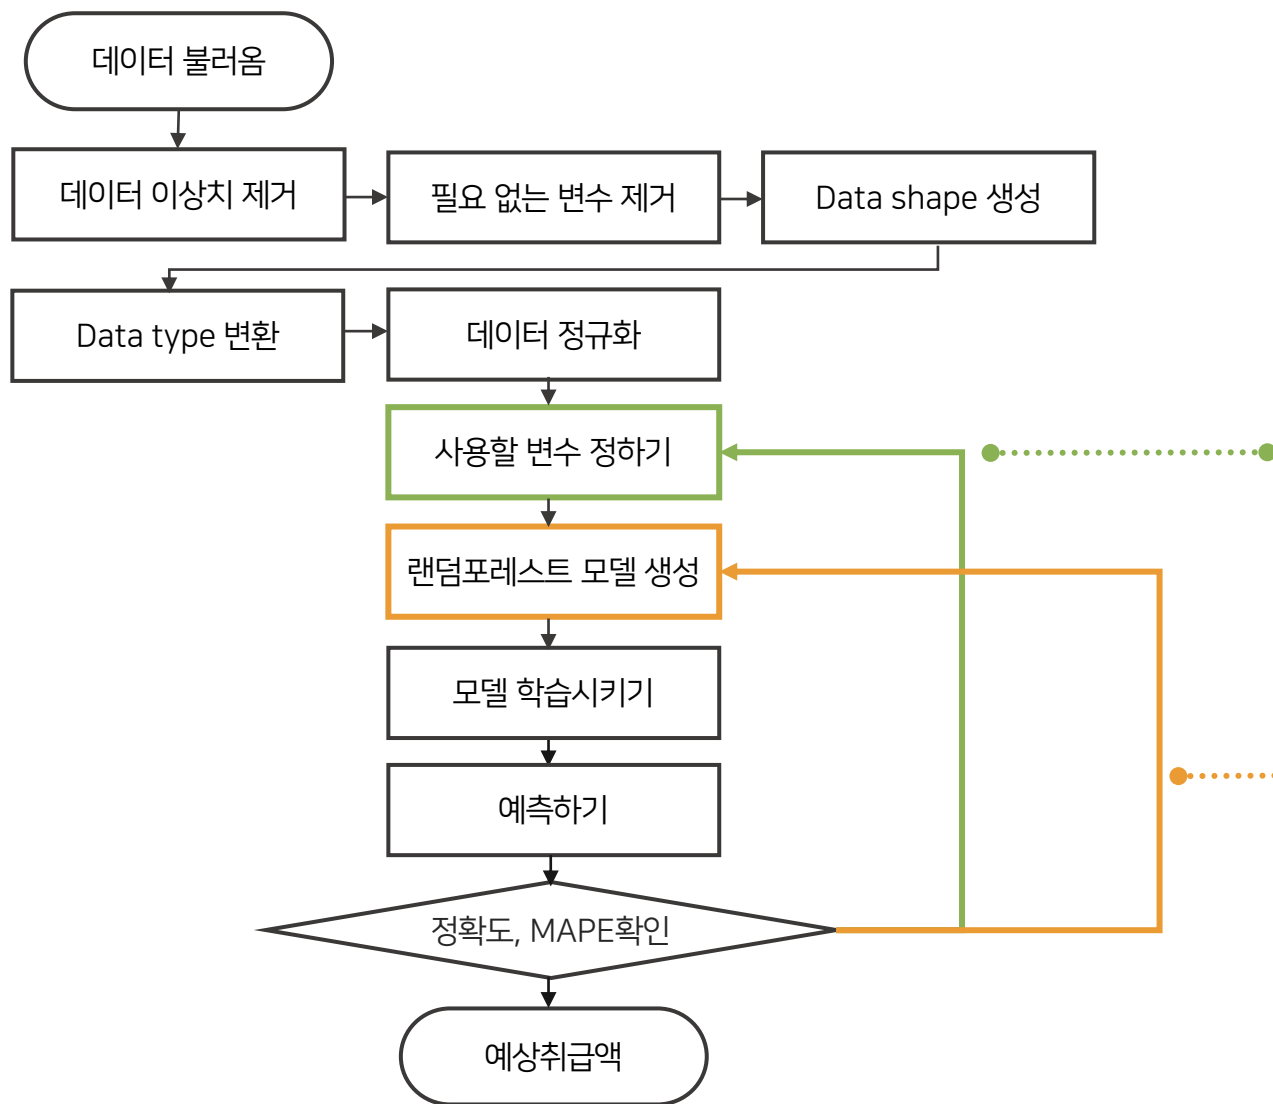 데이터 불러옴
데이터 이상치 제거
필요 없는 변수 제거
Data shape 생성
Data type 변환
데이터 정규화
사용할 변수 정하기
랜덤포레스트 모델 생성
모델 학습시키기
예측하기
정확도, MAPE확인
예상취급액